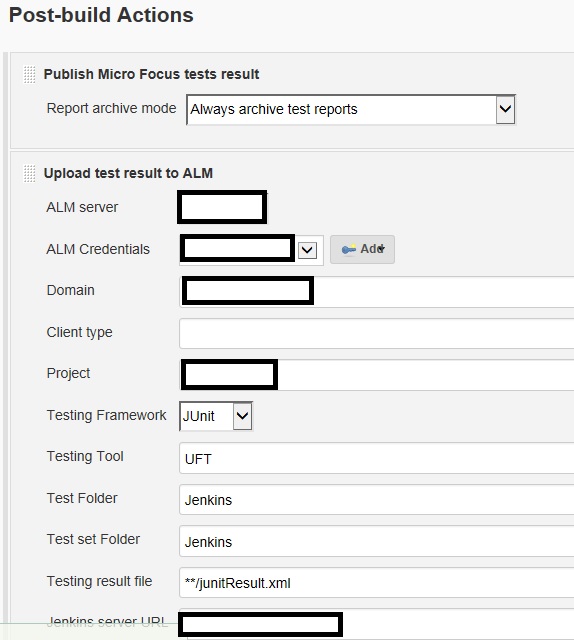 Post-build Actions
Publish Micro Focus tests result
Report archive mode Always archive test reports
Upload test result to ALM
ALM server
ALM Credentials Add
Domain
Client type
Project
Testing Framework JUnit
Testing Tool UFT
Test Folder Jenkins
Test set Folder Jenkins
Testing result file **/junitResult.xml
Jenkins server URL